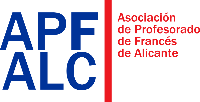 APF
ALC
Asociación
de Profesorado
de Francés
de Alicante